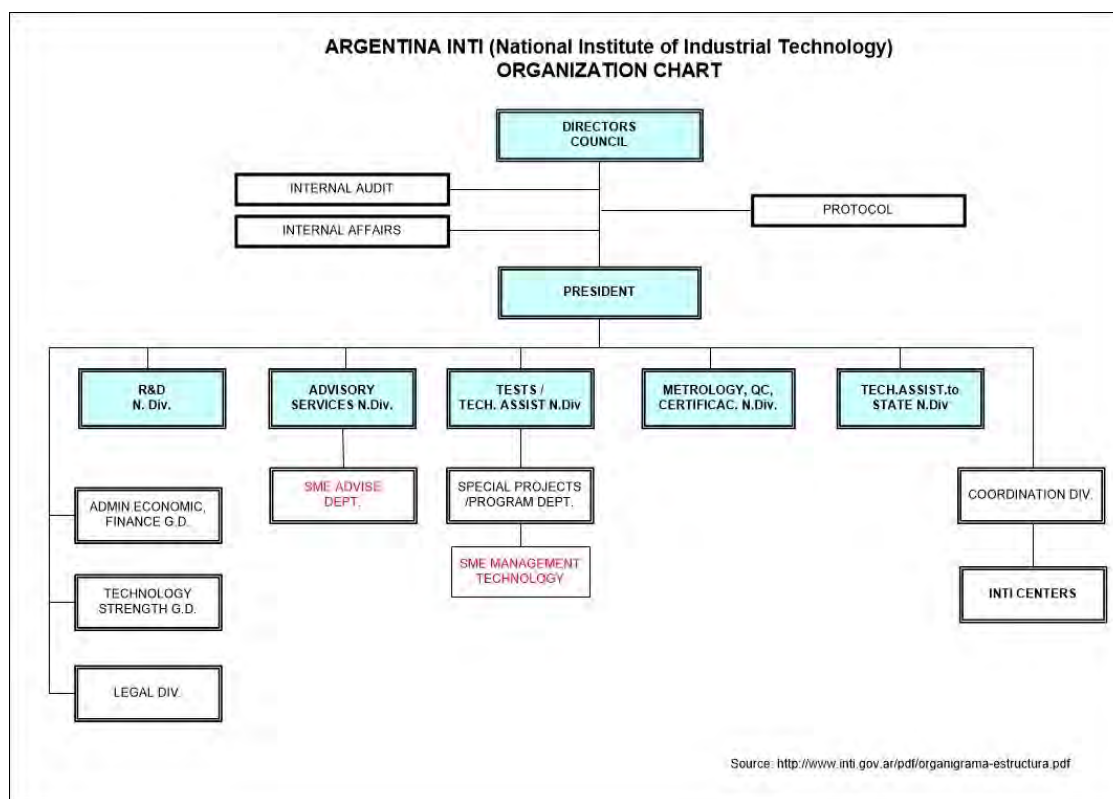 ARGENTINA INTI (National Institute of Industrial Technology)
ORGANIZATION CHART
DIRECTORS
COUNCIL
INTERNAL AUDIT
PROTOCOL
INTERNAL AFFAIRS
PRESIDENT
R&D
N. Div.
ADVISORY
SERVICES N.Div.
TESTS /
TECH. ASSIST N.Div
METROLOGY, QC,
CERTIFICAC. N.Div.
TECH.ASSIST.to
STATE N.Div
SME ADVISE
DEPT.
SPECIAL PROJECTS
/PROGRAM DEPT.
COORDINATION DIV.
ADMIN ECONOMIC,
FINANCE G.D.
SME MANAGEMENT
TECHNOLOGY
TECHNOLOGY
STRENGTH G.D.
INTI CENTERS
LEGAL DIV.
Source: http://www.inti.gov.ar/pdf/organigrama-estructura.pdf